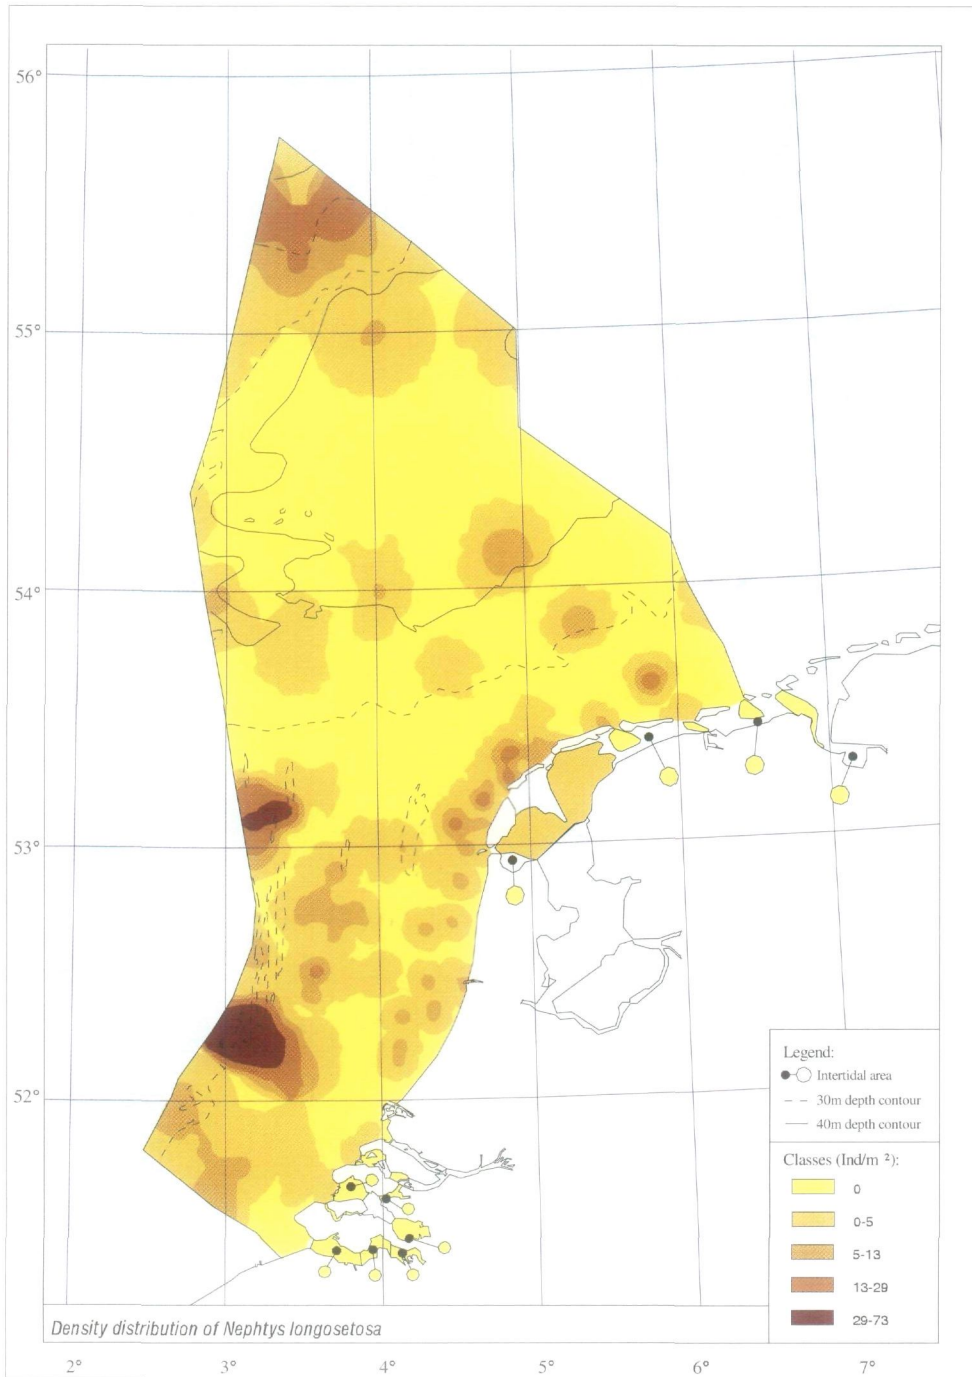 56°
55°
54°
53°
52°
Legend:
Intertidal area
30m depth contour
40m depth contour
Classes (Ind/m ²):
0
0-5
5-13
13-29
29-73
Density distribution of Nephtys longosetosa
2°
3°
4°
5°
6°
7°